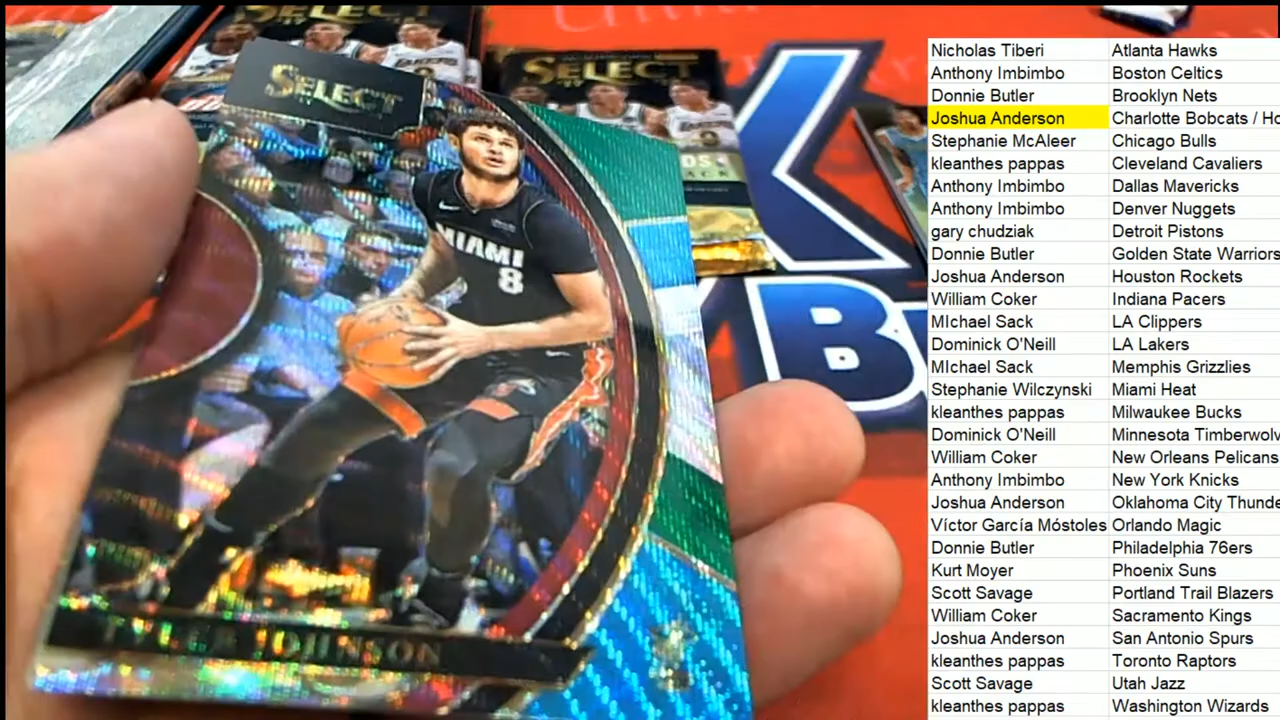 SELECT
SELECT
SELECT
MIAMI
8
TYLER JOHNSON
K
BR
Nicholas Tiberi Atlanta Hawks
Anthony Imbimbo Boston Celtics
Donnie Butler Brooklyn Nets
Joshua Anderson Charlotte Bobcats / Ho
Stephanie McAleer Chicago Bulls
kleanthes pappas Cleveland Cavaliers
Anthony Imbimbo Dallas Mavericks
Anthony Imbimbo Denver Nuggets
gary chudziak Detroit Pistons
Donnie Butler Golden State Warriors
Joshua Anderson Houston Rockets
William Coker Indiana Pacers
MIchael Sack LA Clippers
Dominick O'Neill LA Lakers
MIchael Sack Memphis Grizzlies
Stephanie Wilczynski Miami Heat
kleanthes pappas Milwaukee Bucks
Dominick O'Neill Minnesota Timberwolv
William Coker New Orleans Pelicans
Anthony Imbimbo New York Knicks
Joshua Anderson Oklahoma City Thunde
Víctor García Móstoles Orlando Magic
Donnie Butler Philadelphia 76ers
Kurt Moyer Phoenix Suns
Scott Savage Portland Trail Blazers
William Coker Sacramento Kings
Joshua Anderson San Antonio Spurs
kleanthes pappas Toronto Raptors
Scott Savage Utah Jazz
kleanthes pappas Washington Wizards